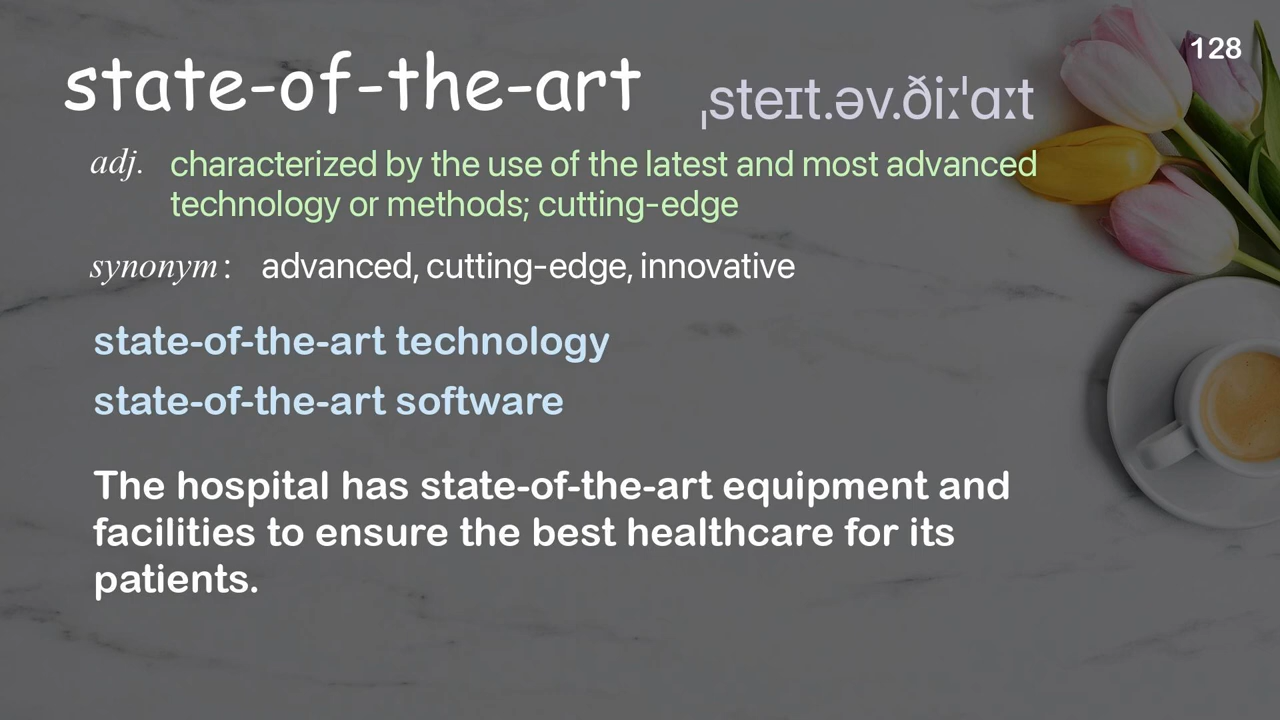 128
state-of-the-art ˌsteɪt.əv.ðiːˈɑːt
adj. characterized by the use of the latest and most advanced
technology or methods; cutting-edge
synonym: advanced, cutting-edge, innovative
state-of-the-art technology
state-of-the-art software
The hospital has state-of-the-art equipment and
facilities to ensure the best healthcare for its
patients.